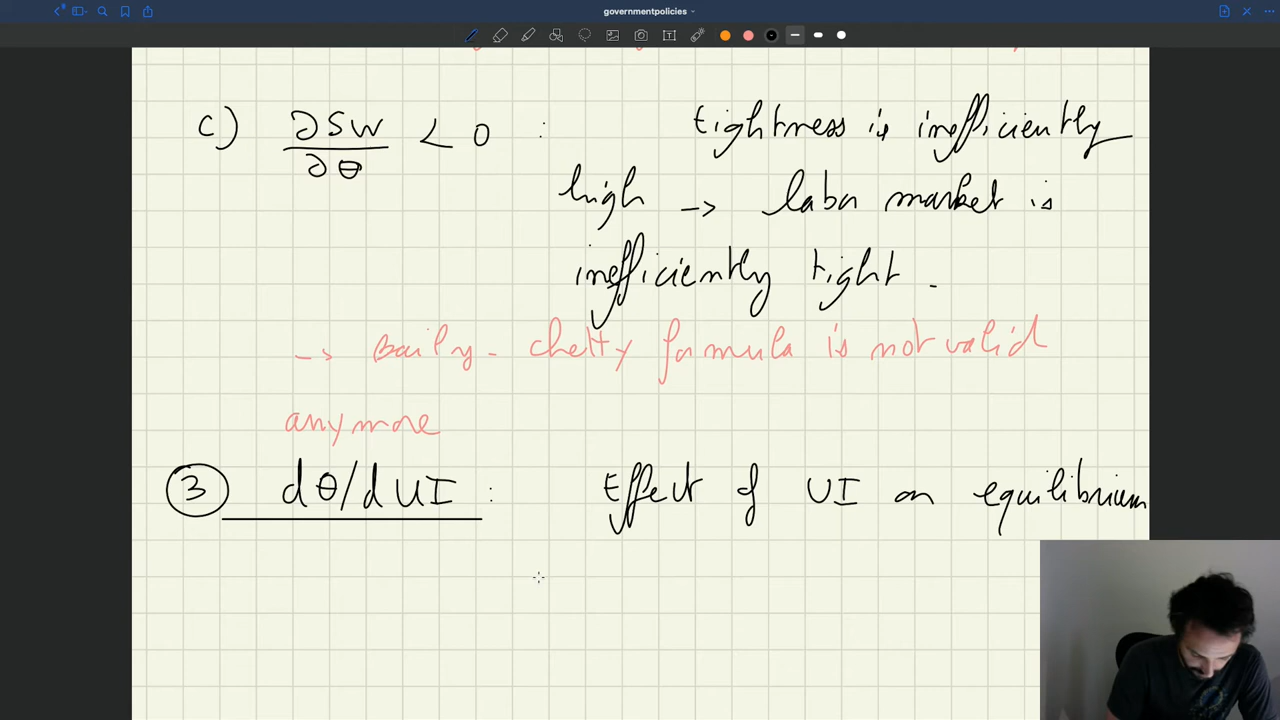 governmentpolicies
c) ∂SW/∂θ < 0 : tightness is inefficiently
high → labor market is
inefficiently tight.
→ Baily-chetty formula is not valid
anymore
③ dθ/dUI : Effect of UI on equilibrium